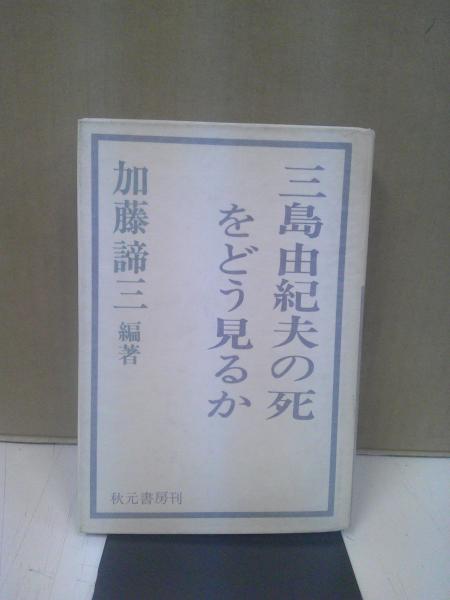 三島由紀夫の死
をどう見るか
加藤諦三 編著
秋元書房刊